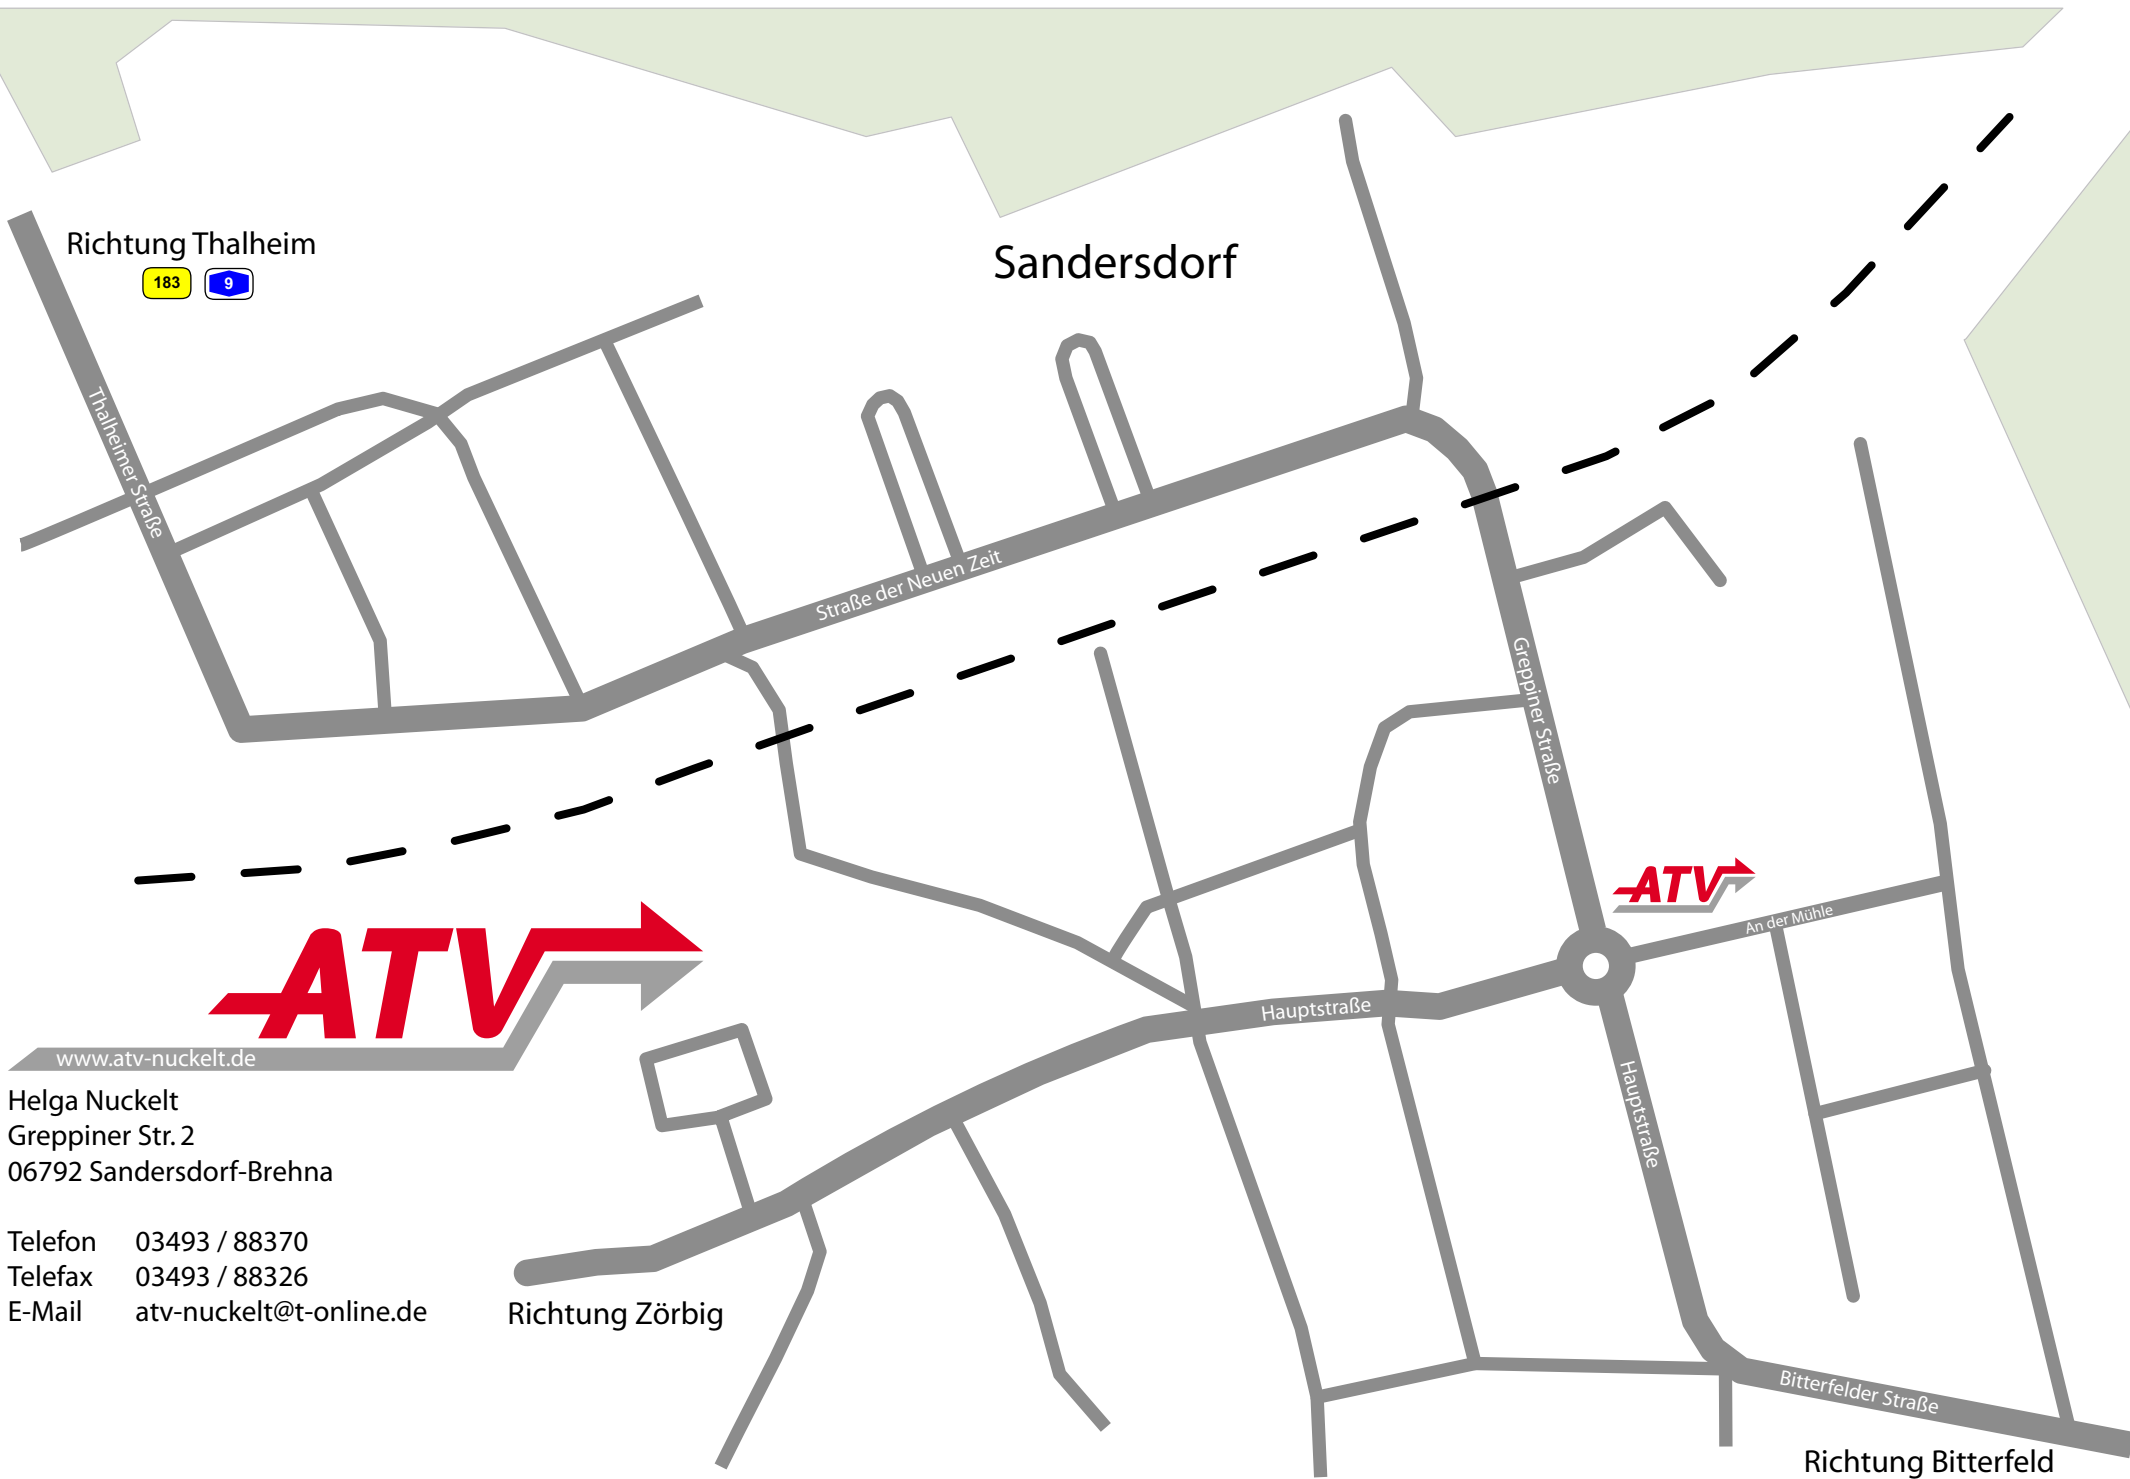 Richtung Thalheim
183 9
Sandersdorf
Thalheimer Straße
Straße der Neuen Zeit
Greppiner Straße
ATV
An der Mühle
Hauptstraße
Hauptstraße
Bitterfelder Straße
Richtung Bitterfeld
Richtung Zörbig
ATV
www.atv-nuckelt.de
Helga Nuckelt
Greppiner Str. 2
06792 Sandersdorf-Brehna
Telefon 03493 / 88370
Telefax 03493 / 88326
E-Mail atv-nuckelt@t-online.de